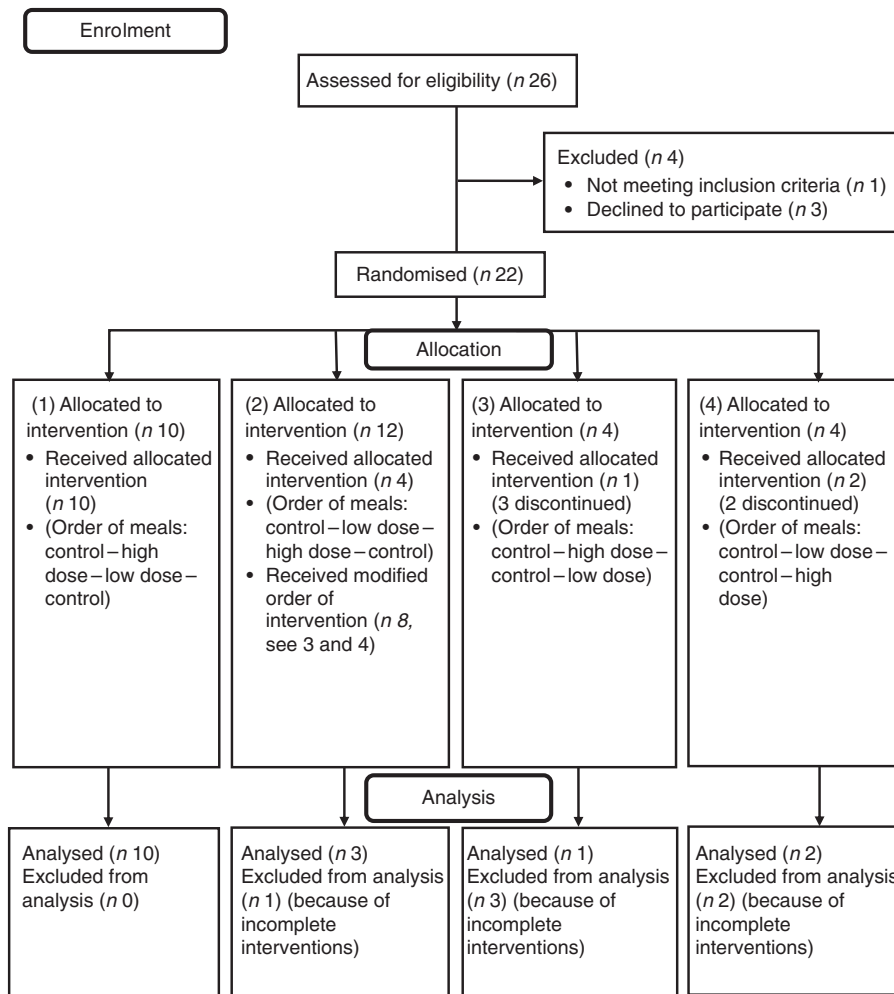 Enrolment
Assessed for eligibility (n 26)
Excluded (n 4)
• Not meeting inclusion criteria (n 1)
• Declined to participate (n 3)
Randomised (n 22)
Allocation
(1) Allocated to
intervention (n 10)
• Received allocated
intervention
(n 10)
• (Order of meals:
control–high
dose–low dose–
control)
(2) Allocated to
intervention (n 12)
• Received allocated
intervention
(n 4)
• (Order of meals:
control–low dose–
high dose–control)
• Received modified
order of
intervention (n 8,
see 3 and 4)
(3) Allocated to
intervention (n 4)
• Received allocated
intervention (n 1)
(3 discontinued)
• (Order of meals:
control–high dose–
control–low dose)
(4) Allocated to
intervention (n 4)
• Received allocated
intervention (n 2)
(2 discontinued)
• (Order of meals:
control–low dose–
control–high
dose)
Analysis
Analysed (n 10)
Excluded from
analysis (n 0)
Analysed (n 3)
Excluded from analysis
(n 1) (because of
incomplete
interventions)
Analysed (n 1)
Excluded from analysis
(n 3) (because of
incomplete
interventions)
Analysed (n 2)
Excluded from analysis
(n 2) (because of
incomplete
interventions)